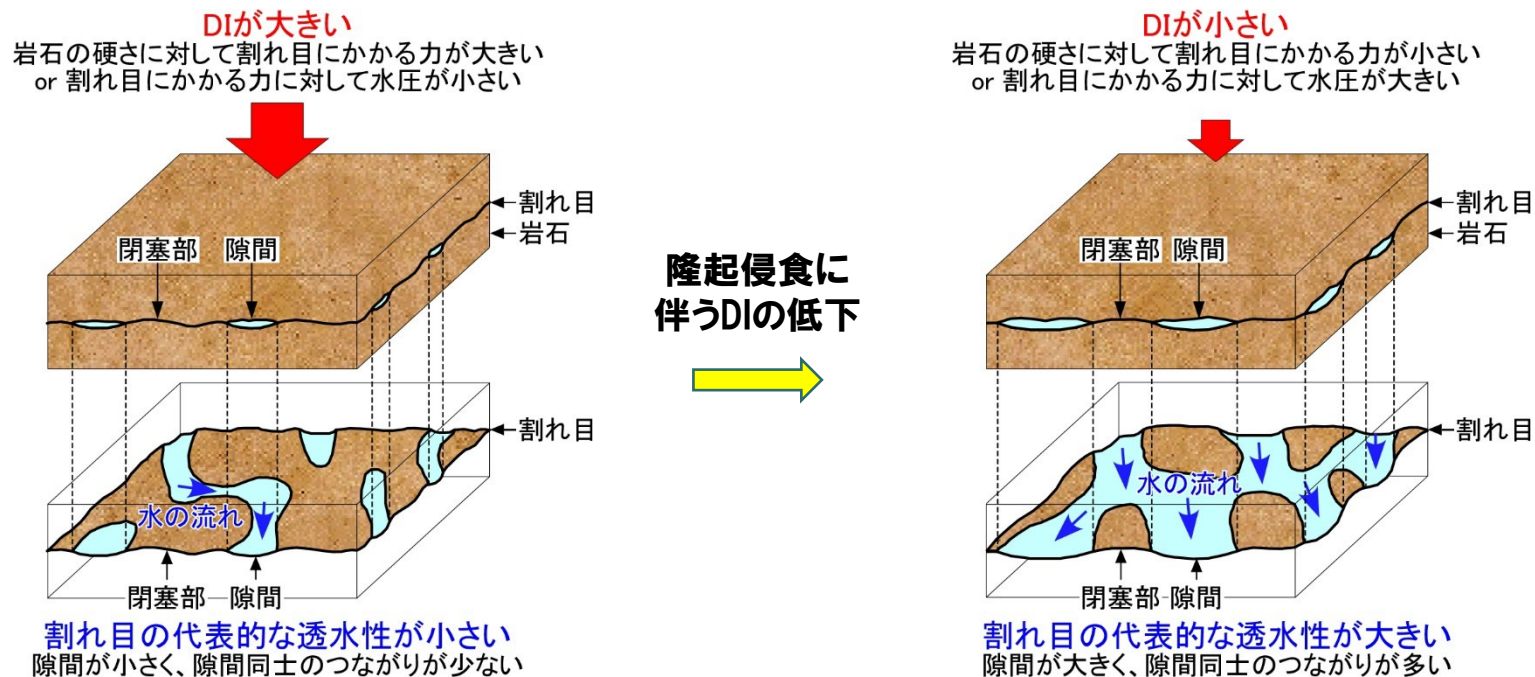 DIが大きい
岩石の硬さに対して割れ目にかかる力が大きい
or 割れ目にかかる力に対して水圧が小さい
割れ目
岩石
閉塞部
隙間
割れ目
水の流れ
閉塞部
隙間
割れ目の代表的な透水性が小さい
隙間が小さく、隙間同士のつながりが少ない
隆起侵食に
伴うDIの低下
DIが小さい
岩石の硬さに対して割れ目にかかる力が小さい
or 割れ目にかかる力に対して水圧が大きい
割れ目
岩石
閉塞部
隙間
割れ目
水の流れ
閉塞部
隙間
割れ目の代表的な透水性が大きい
隙間が大きく、隙間同士のつながりが多い